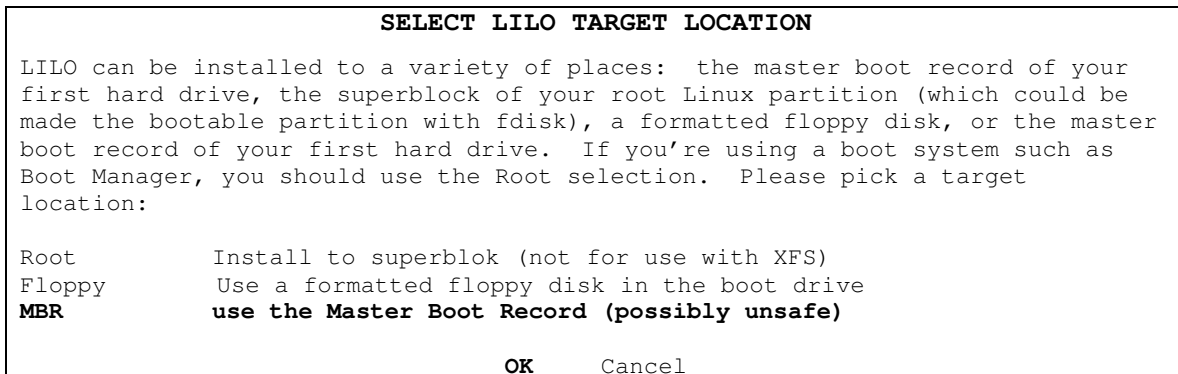 SELECT LILO TARGET LOCATION
LILO can be installed to a variety of places: the master boot record of your
first hard drive, the superblock of your root Linux partition (which could be
made the bootable partition with fdisk), a formatted floppy disk, or the master
boot record of your first hard drive. If you’re using a boot system such as
Boot Manager, you should use the Root selection. Please pick a target
location:
Root Install to superblok (not for use with XFS)
Floppy Use a formatted floppy disk in the boot drive
MBR use the Master Boot Record (possibly unsafe)
OK Cancel